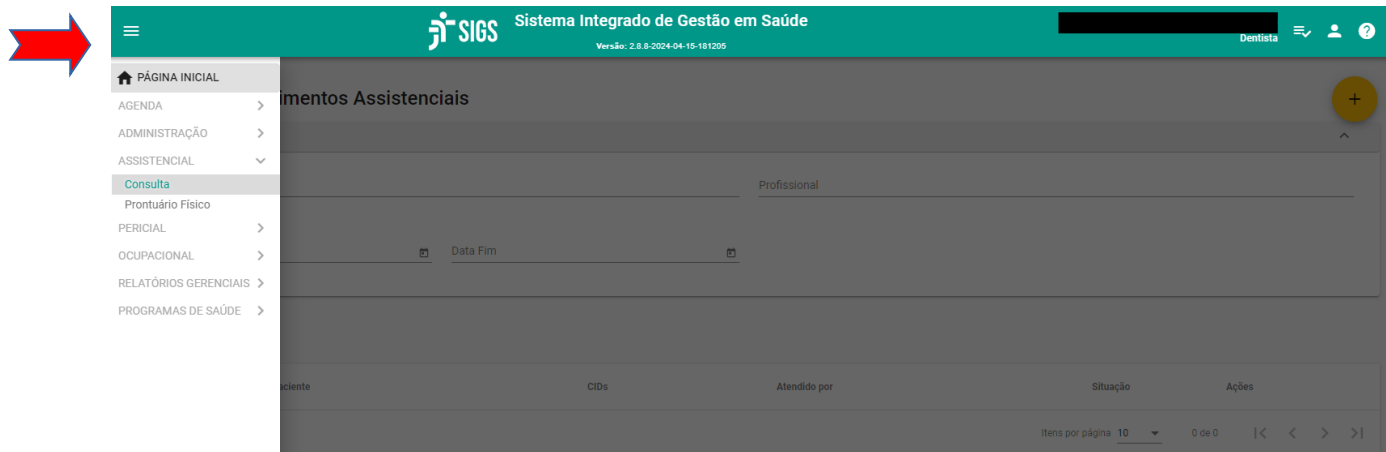 SIGS
Sistema Integrado de Gestão em Saúde
Versão: 2.8.8-2024-04-15-181205
Dentista
PÁGINA INICIAL
AGENDA
ADMINISTRAÇÃO
ASSISTENCIAL
Consulta
Prontuário Físico
PERICIAL
OCUPACIONAL
RELATÓRIOS GERENCIAIS
PROGRAMAS DE SAÚDE
imentos Assistenciais
Profissional
Data Fim
aciente CIDs Atendido por Situação Ações
Itens por página 10 0 de 0